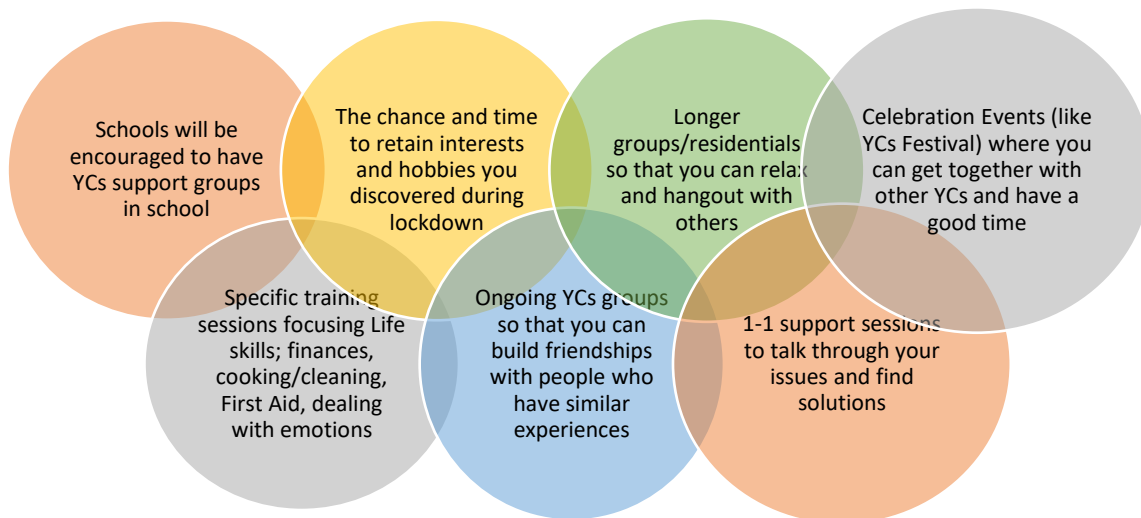 Schools will be
encouraged to have
YCs support groups
in school
The chance and time
to retain interests
and hobbies you
discovered during
lockdown
Longer
groups/residentials
so that you can relax
and hangout with
others
Celebration Events (like
YCs Festival) where you
can get together with
other YCs and have a
good time
Specific training
sessions focusing Life
skills; finances,
cooking/cleaning,
First Aid, dealing
with emotions
Ongoing YCs groups
so that you can
build friendships
with people who
have similar
experiences
1-1 support sessions
to talk through your
issues and find
solutions